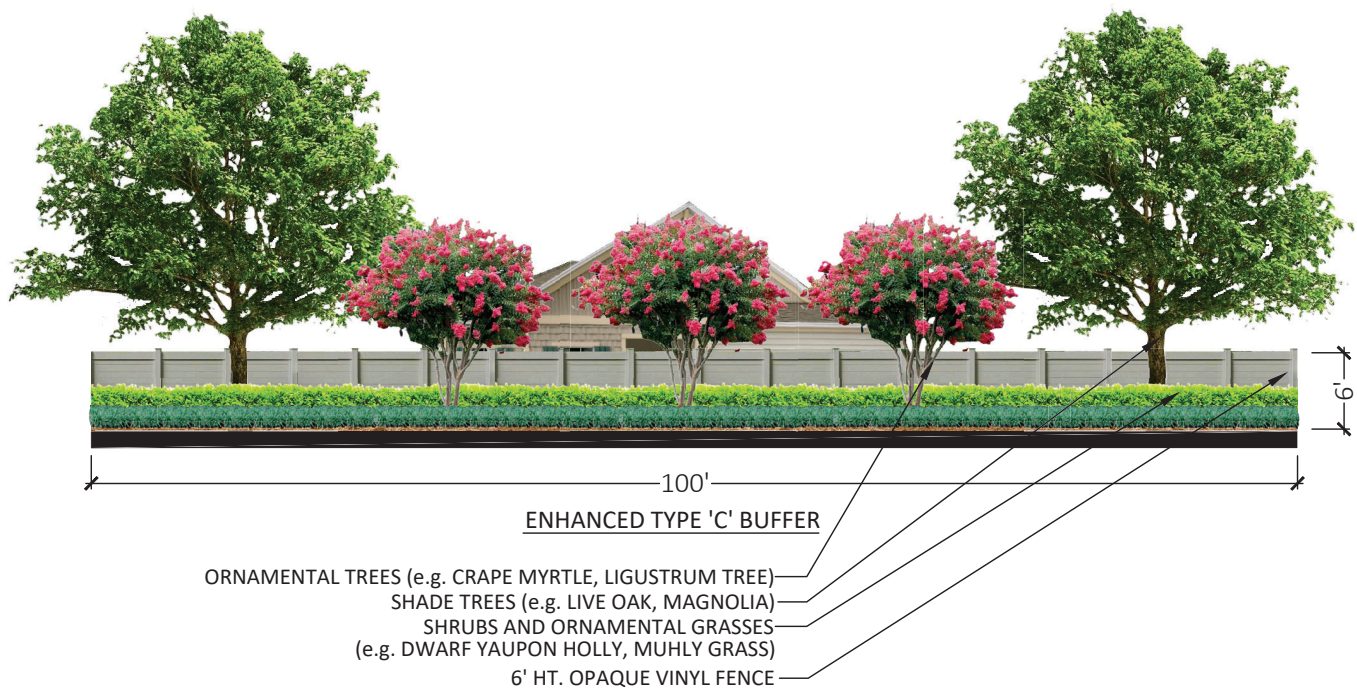 6'
100'
ENHANCED TYPE 'C' BUFFER
ORNAMENTAL TREES (e.g. CRAPE MYRTLE, LIGUSTRUM TREE)
SHADE TREES (e.g. LIVE OAK, MAGNOLIA)
SHRUBS AND ORNAMENTAL GRASSES
(e.g. DWARF YAUPON HOLLY, MUHLY GRASS)
6' HT. OPAQUE VINYL FENCE